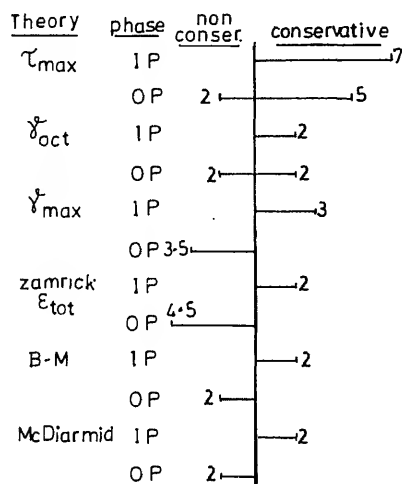 Theory phase non conser. conservative
τmax IP 7
OP 2 5
γoct IP 2
OP 2 2
γmax IP 3
OP 3·5
zamrick εtot IP 2
OP 4·5
B-M IP 2
OP 2
McDiarmid IP 2
OP 2